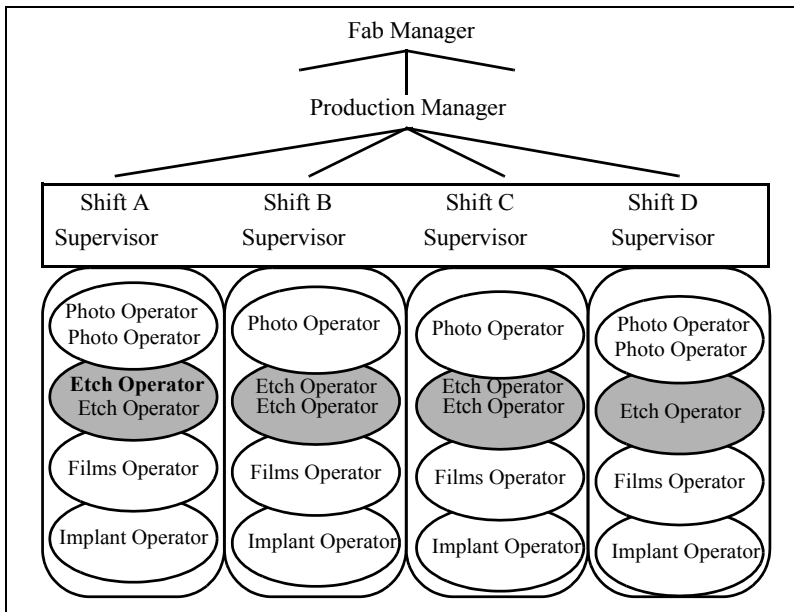 Fab Manager
Production Manager
Shift A
Supervisor
Shift B
Supervisor
Shift C
Supervisor
Shift D
Supervisor
Photo Operator
Photo Operator
Etch Operator
Etch Operator
Films Operator
Implant Operator
Photo Operator
Etch Operator
Etch Operator
Films Operator
Implant Operator
Photo Operator
Etch Operator
Etch Operator
Films Operator
Implant Operator
Photo Operator
Photo Operator
Etch Operator
Films Operator
Implant Operator